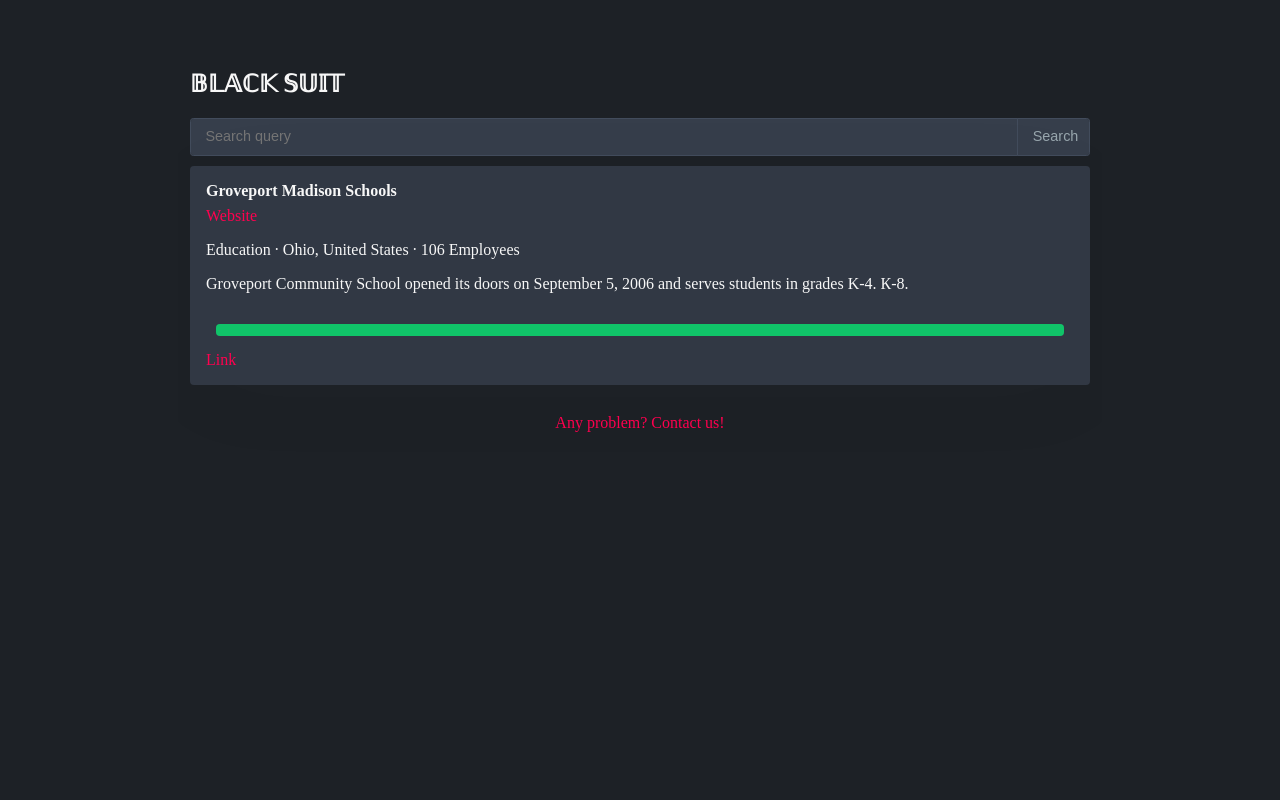 BLACK SUIT
Search query
Search
Groveport Madison Schools
Website
Education · Ohio, United States · 106 Employees
Groveport Community School opened its doors on September 5, 2006 and serves students in grades K-4. K-8.
Link
Any problem? Contact us!